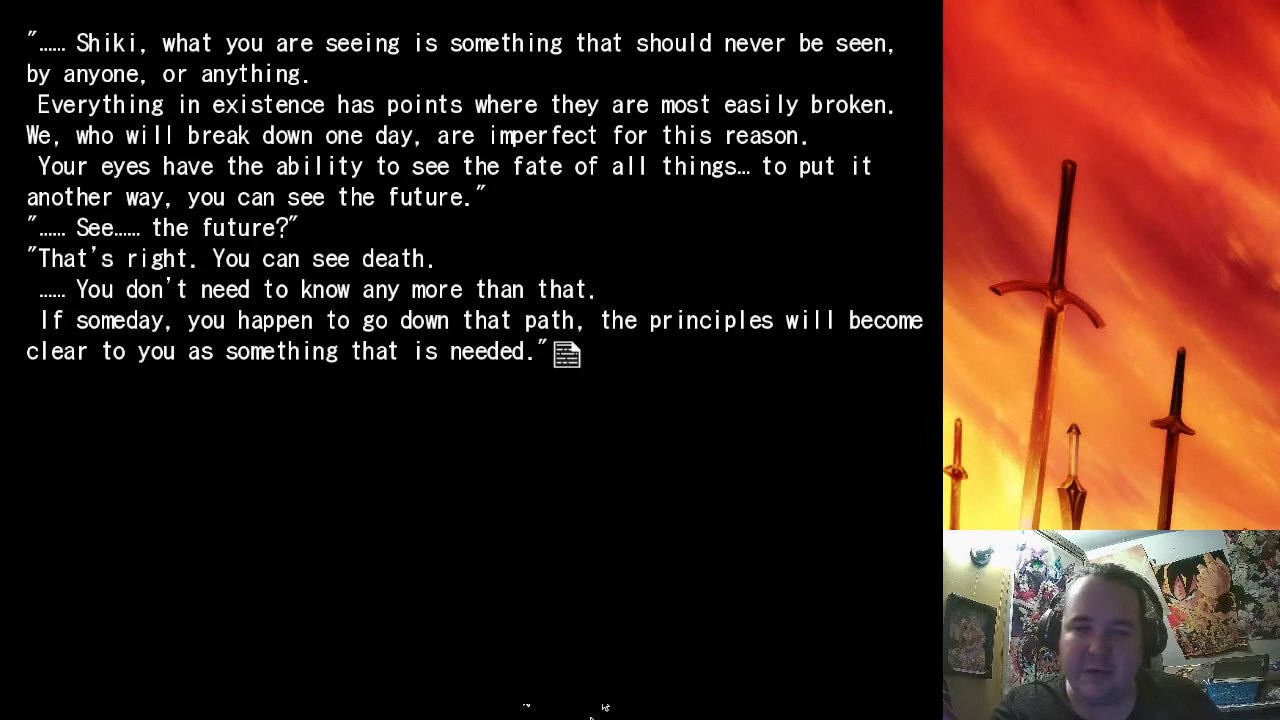 "…… Shiki, what you are seeing is something that should never be seen,
by anyone, or anything.
Everything in existence has points where they are most easily broken.
We, who will break down one day, are imperfect for this reason.
Your eyes have the ability to see the fate of all things… to put it
another way, you can see the future."
"…… See…… the future?"
"That's right. You can see death.
…… You don't need to know any more than that.
If someday, you happen to go down that path, the principles will become
clear to you as something that is needed."